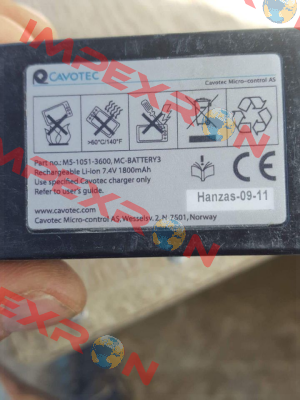 CAVOTEC
Cavotec Micro-control AS
>60°C/140°F
Part no.: M5-1051-3600, MC-BATTERY3
Rechargeable Li-Ion 7.4V 1800mAh
Use specified Cavotec charger only
Refer to user's guide.
CE
Hanzas-09-11
www.cavotec.com
Cavotec Micro-control AS, Wesselsv. 2, N-7501, Norway
IMPEXRON
IMPEXRON